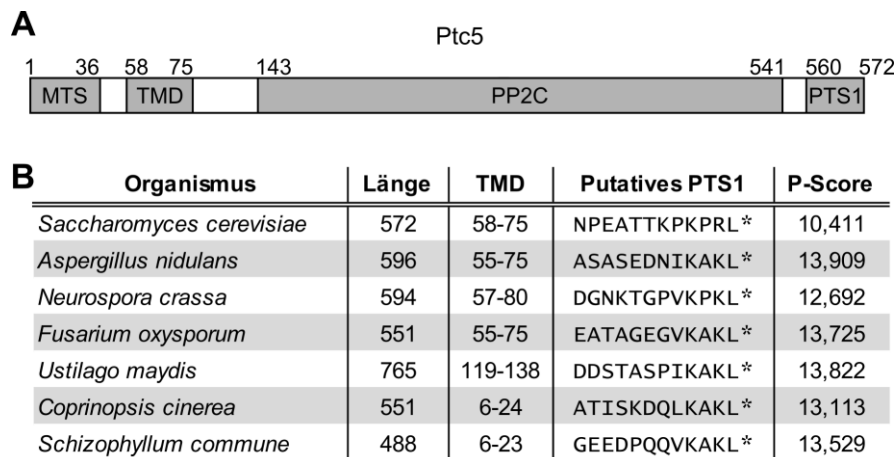 A
Ptc5
1 36 58 75 143 541 560 572
MTS TMD PP2C PTS1
B
Organismus Länge TMD Putatives PTS1 P-Score
Saccharomyces cerevisiae 572 58-75 NPEATTKPKPRL* 10,411
Aspergillus nidulans 596 55-75 ASASEDNIKAKL* 13,909
Neurospora crassa 594 57-80 DGNKTGPVKPKL* 12,692
Fusarium oxysporum 551 55-75 EATAGEGVKAKL* 13,725
Ustilago maydis 765 119-138 DDSTASPIKAKL* 13,822
Coprinopsis cinerea 551 6-24 ATISKDQLKAKL* 13,113
Schizophyllum commune 488 6-23 GEEDPQQVKAKL* 13,529